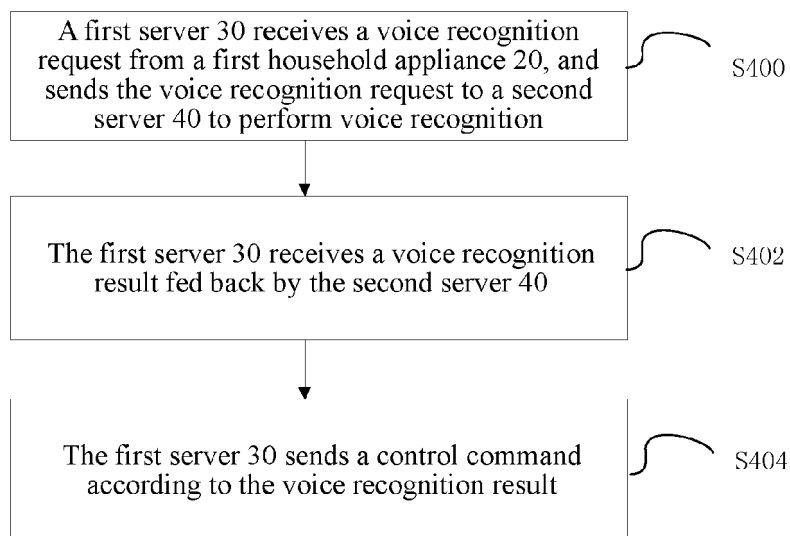 A first server 30 receives a voice recognition
request from a first household appliance 20, and
sends the voice recognition request to a second
server 40 to perform voice recognition
S400
The first server 30 receives a voice recognition
result fed back by the second server 40
S402
The first server 30 sends a control command
according to the voice recognition result
S404